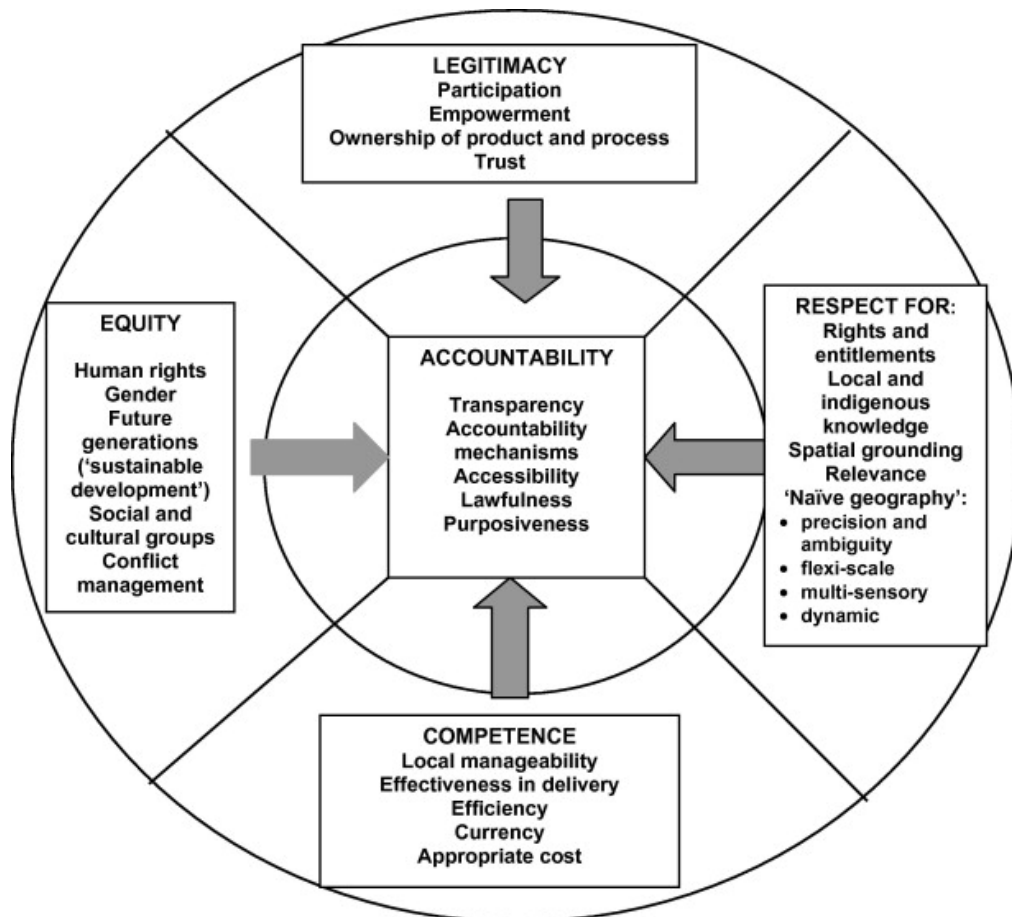 LEGITIMACY
Participation
Empowerment
Ownership of product and process
Trust
EQUITY
Human rights
Gender
Future
generations
(‘sustainable
development’)
Social and
cultural groups
Conflict
management
ACCOUNTABILITY
Transparency
Accountability
mechanisms
Accessibility
Lawfulness
Purposiveness
RESPECT FOR:
Rights and
entitlements
Local and
indigenous
knowledge
Spatial grounding
Relevance
‘Naïve geography’:
• precision and
ambiguity
• flexi-scale
• multi-sensory
• dynamic
COMPETENCE
Local manageability
Effectiveness in delivery
Efficiency
Currency
Appropriate cost